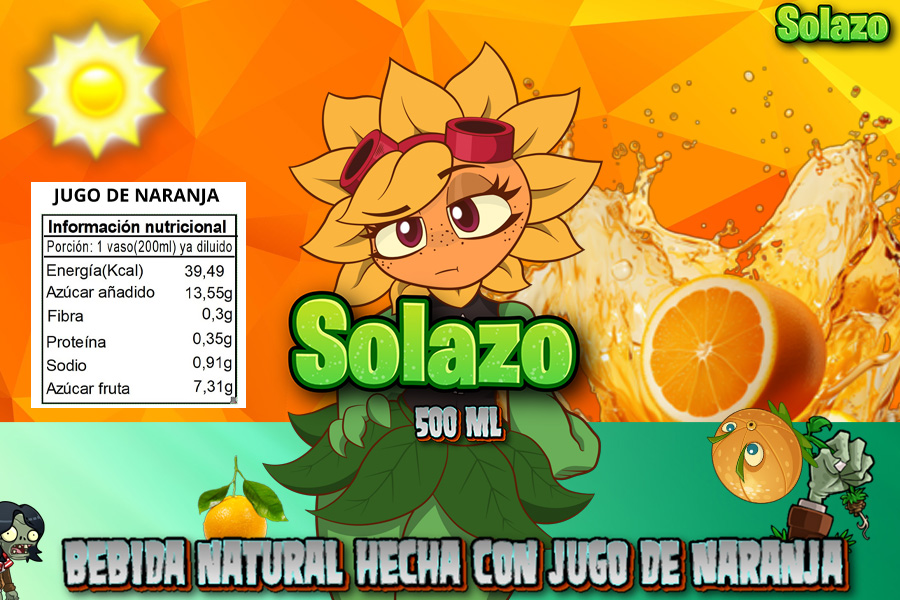 Solazo
JUGO DE NARANJA
Información nutricional
Porción: 1 vaso(200ml) ya diluido
Energía(Kcal) 39,49
Azúcar añadido 13,55g
Fibra 0,3g
Proteína 0,35g
Sodio 0,91g
Azúcar fruta 7,31g
Solazo
500 ML
BEBIDA NATURAL HECHA CON JUGO DE NARANJA